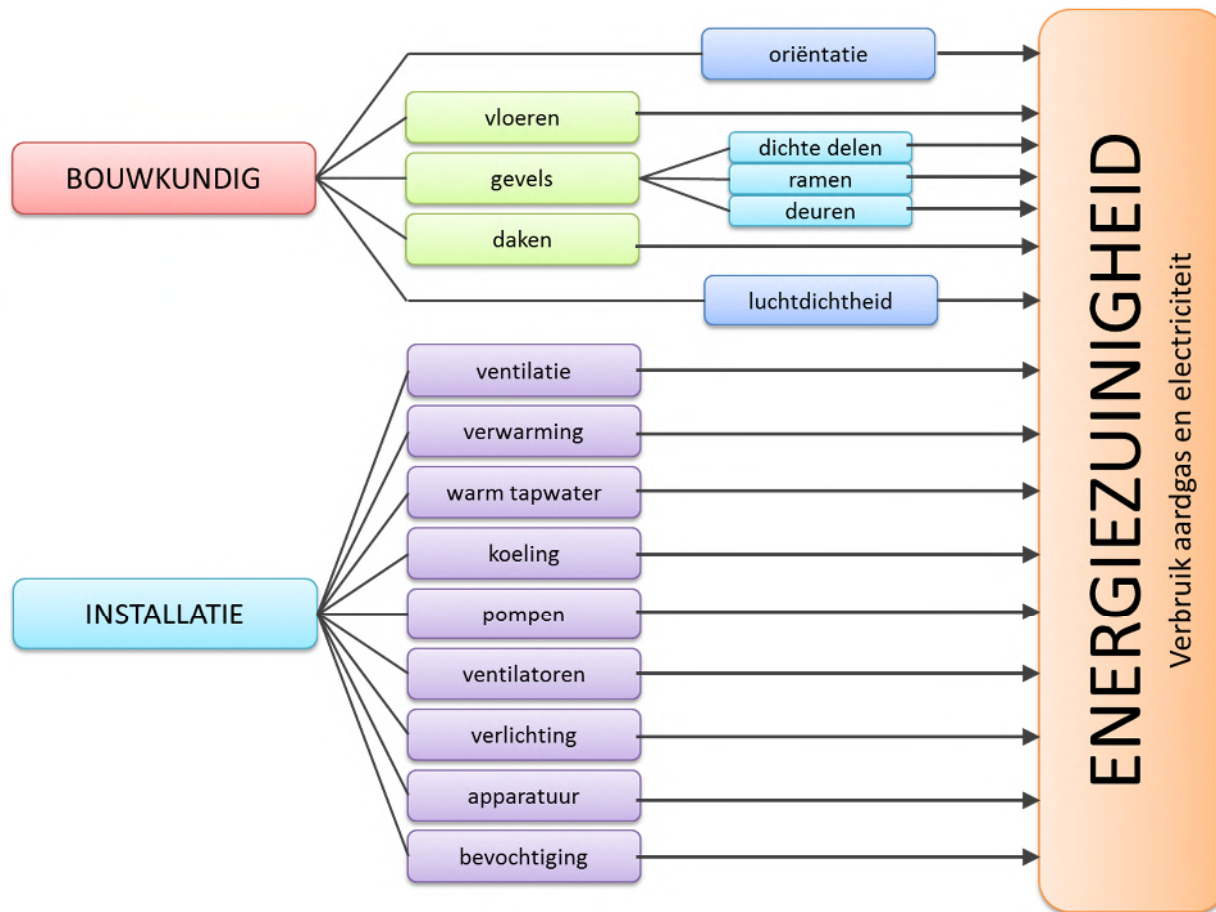 BOUWKUNDIG
oriëntatie
vloeren
gevels
dichte delen
ramen
deuren
daken
luchtdichtheid
INSTALLATIE
ventilatie
verwarming
warm tapwater
koeling
pompen
ventilatoren
verlichting
apparatuur
bevochtiging
ENERGIEZUINIGHEID
Verbruik aardgas en electriciteit